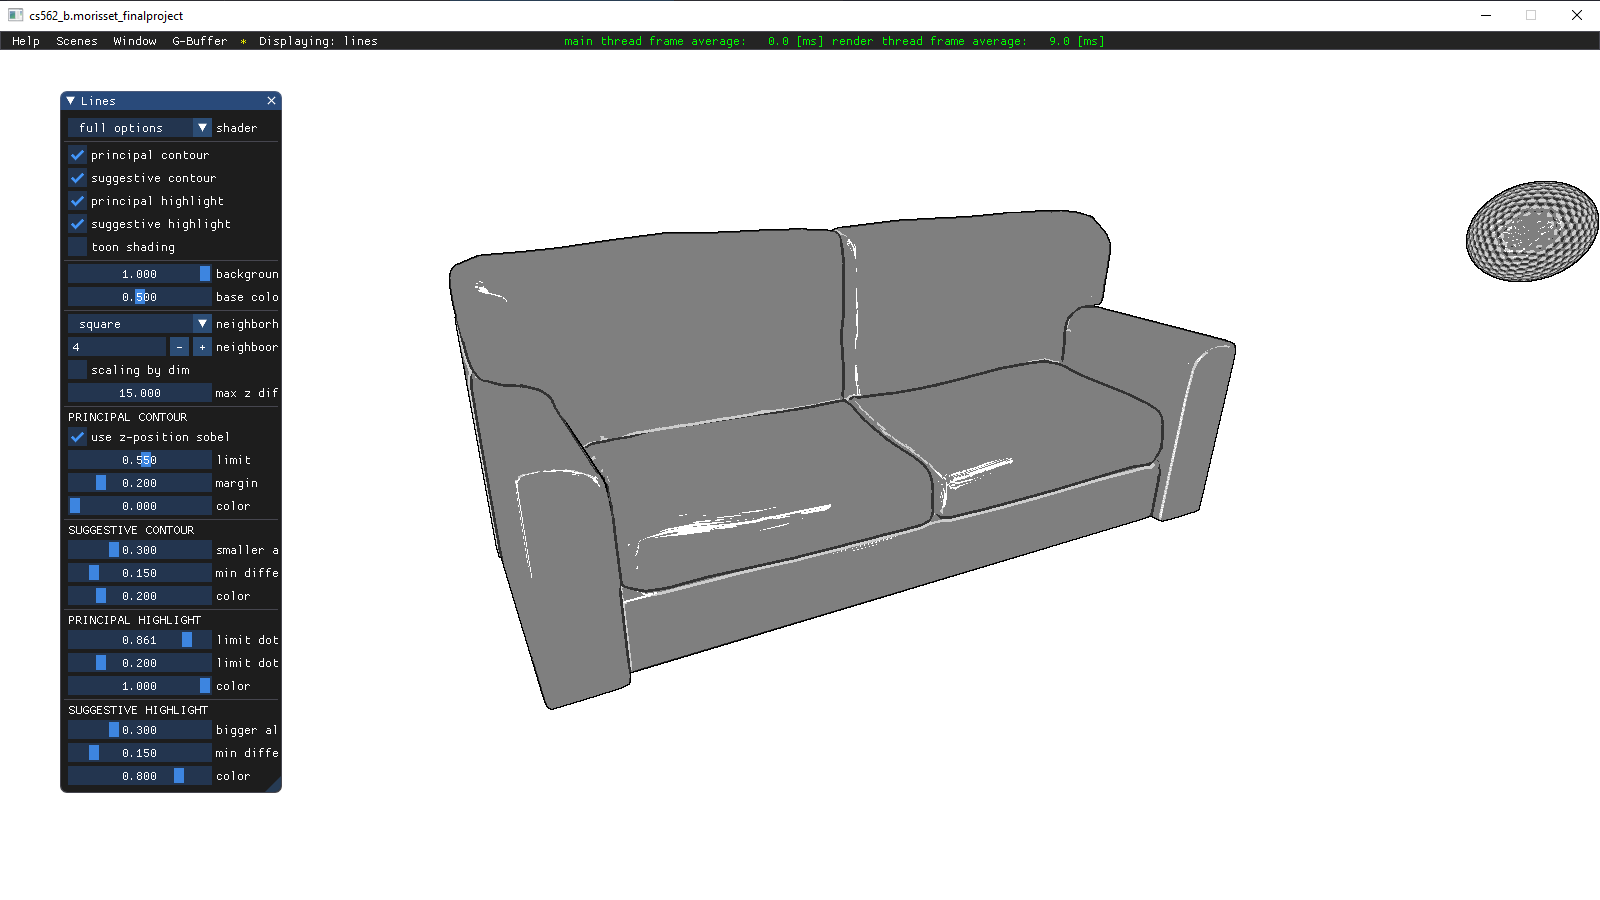 cs562_b.morisset_finalproject
Help Scenes Window G-Buffer * Displaying: lines main thread frame average: 0.0 [ms] render thread frame average: 9.0 [ms]
Lines
full options shader
principal contour
suggestive contour
principal highlight
suggestive highlight
toon shading
1.000 backgroun
0.500 base colo
square neighborh
4 - + neighboor
scaling by dim
15.000 max z dif
PRINCIPAL CONTOUR
use z-position sobel
0.550 limit
0.200 margin
0.000 color
SUGGESTIVE CONTOUR
0.300 smaller a
0.150 min diffe
0.200 color
PRINCIPAL HIGHLIGHT
0.861 limit dot
0.200 limit dot
1.000 color
SUGGESTIVE HIGHLIGHT
0.300 bigger al
0.150 min diffe
0.800 color